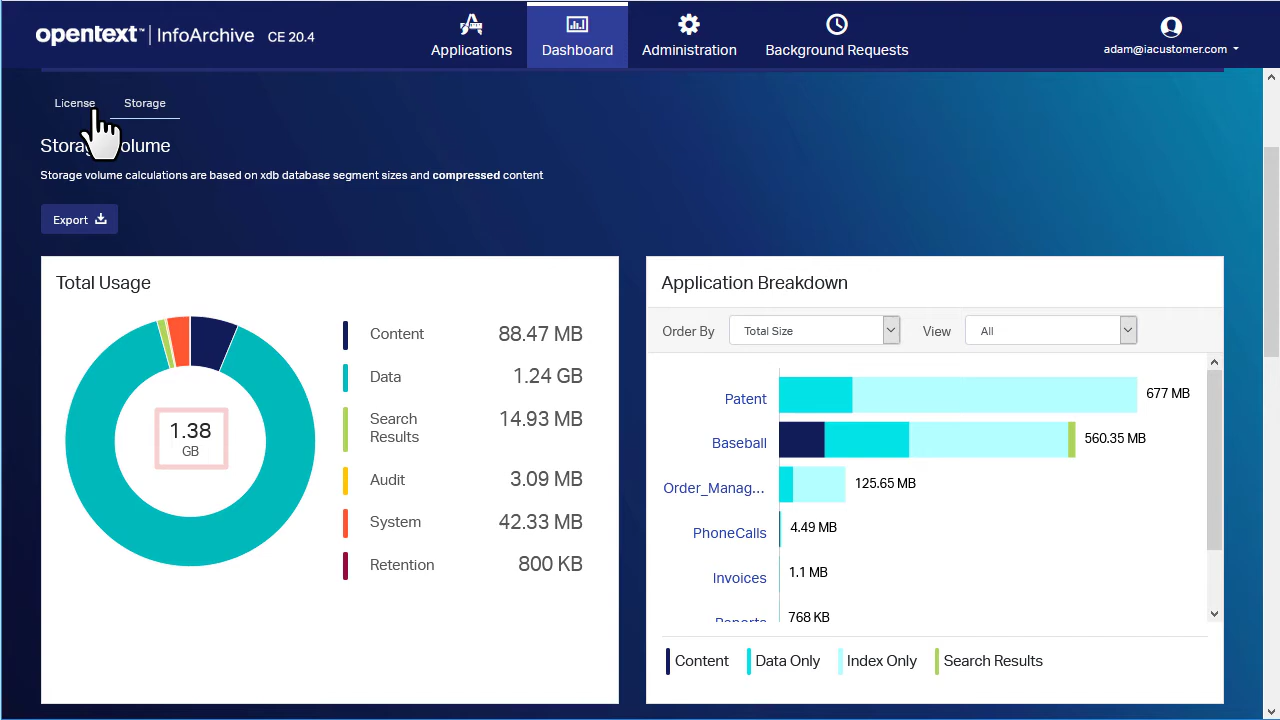 opentext™ | InfoArchive CE 20.4
Applications
Dashboard
Administration
Background Requests
adam@iacustomer.com
License
Storage
Storage Volume
Storage volume calculations are based on xdb database segment sizes and compressed content
Export
Total Usage
1.38
GB
Content 88.47 MB
Data 1.24 GB
Search
Results
14.93 MB
Audit 3.09 MB
System 42.33 MB
Retention 800 KB
Application Breakdown
Order By Total Size View All
Patent 677 MB
Baseball 560.35 MB
Order_Manag... 125.65 MB
PhoneCalls 4.49 MB
Invoices 1.1 MB
Reports 768 KB
Content Data Only Index Only Search Results